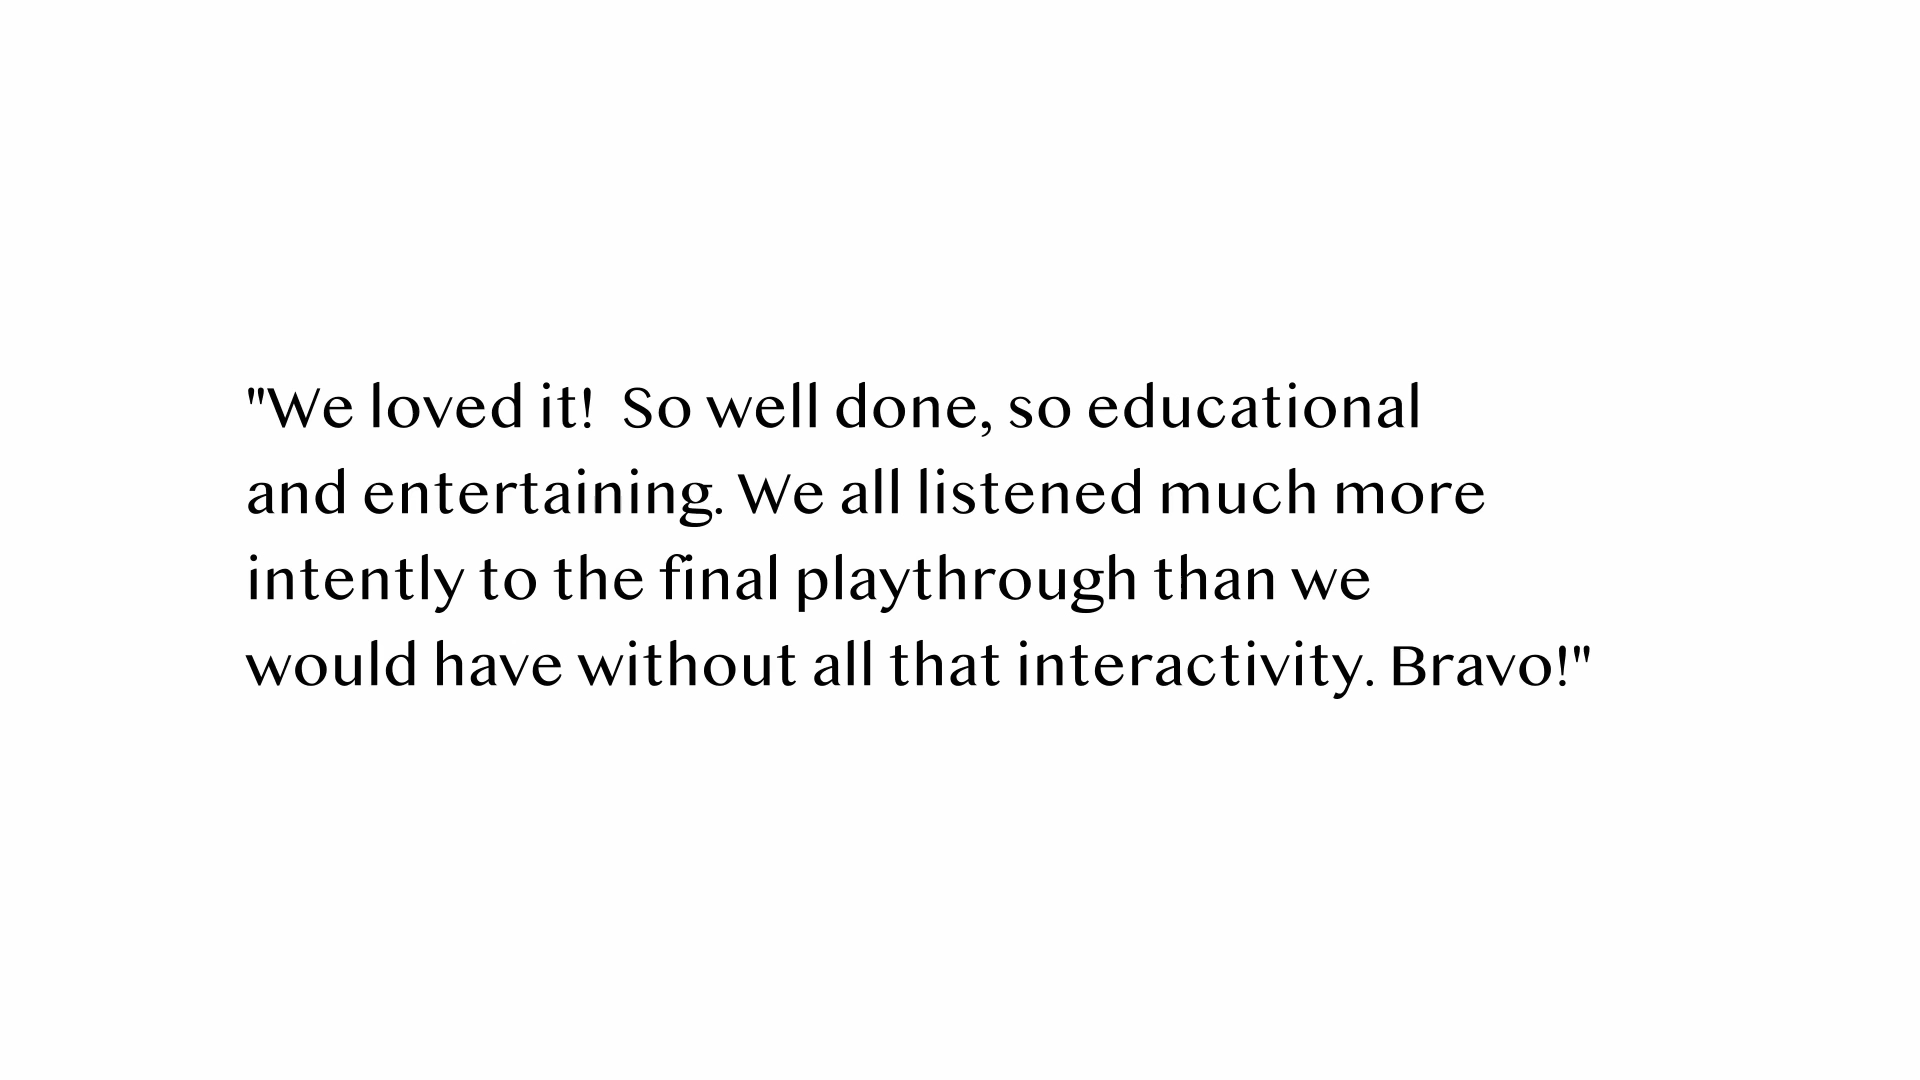 "We loved it!  So well done, so educational
and entertaining. We all listened much more
intently to the final playthrough than we
would have without all that interactivity. Bravo!"